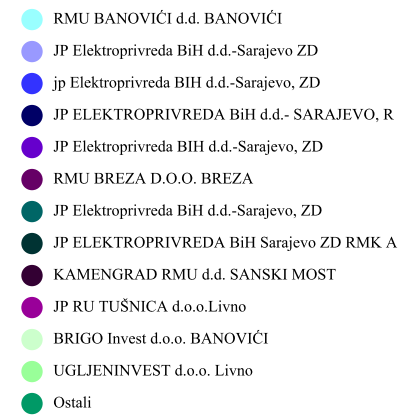 RMU BANOVIĆI d.d. BANOVIĆI
JP Elektroprivreda BiH d.d.-Sarajevo ZD
jp Elektroprivreda BIH d.d.-Sarajevo, ZD
JP ELEKTROPRIVREDA BiH d.d.- SARAJEVO, R
JP Elektroprivreda BIH d.d.-Sarajevo, ZD
RMU BREZA D.O.O. BREZA
JP Elektroprivreda BiH d.d.-Sarajevo, ZD
JP ELEKTROPRIVREDA BiH Sarajevo ZD RMK A
KAMENGRAD RMU d.d. SANSKI MOST
JP RU TUŠNICA d.o.o.Livno
BRIGO Invest d.o.o. BANOVIĆI
UGLJENINVEST d.o.o. Livno
Ostali